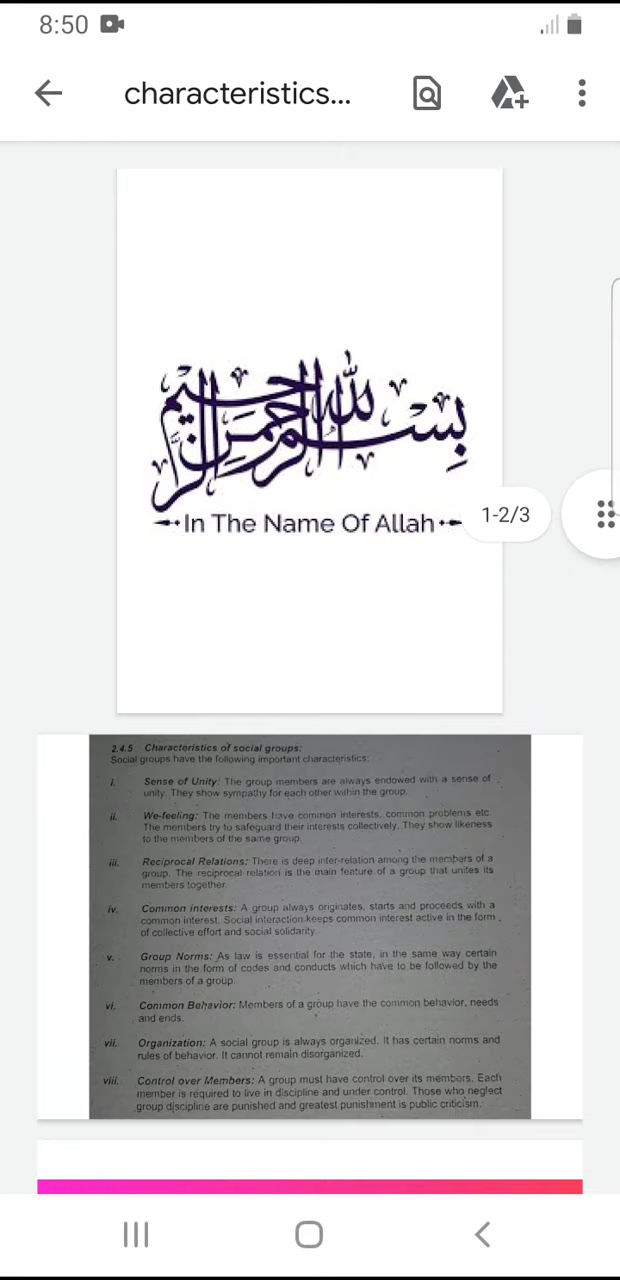 8:50
characteristics...
بسم الله الرحمن الرحيم
In The Name Of Allah
1-2/3
2.4.5 Characteristics of social groups:
Social groups have the following important characteristics:
i. Sense of Unity: The group members are always endowed with a sense of
unity. They show sympathy for each other within the group.
ii. We-feeling: The members have common interests, common problems etc.
The members try to safeguard their interests collectively. They show likeness
to the members of the same group.
iii. Reciprocal Relations: There is deep inter-relation among the members of a
group. The reciprocal relation is the main feature of a group that unites its
members together.
iv. Common interests: A group always originates, starts and proceeds with a
common interest. Social interaction keeps common interest active in the form
of collective effort and social solidarity.
v. Group Norms: As law is essential for the state, in the same way certain
norms in the form of codes and conducts which have to be followed by the
members of a group.
vi. Common Behavior: Members of a group have the common behavior, needs
and ends.
vii. Organization: A social group is always organized. It has certain norms and
rules of behavior. It cannot remain disorganized.
viii. Control over Members: A group must have control over its members. Each
member is required to live in discipline and under control. Those who neglect
group discipline are punished and greatest punishment is public criticism.